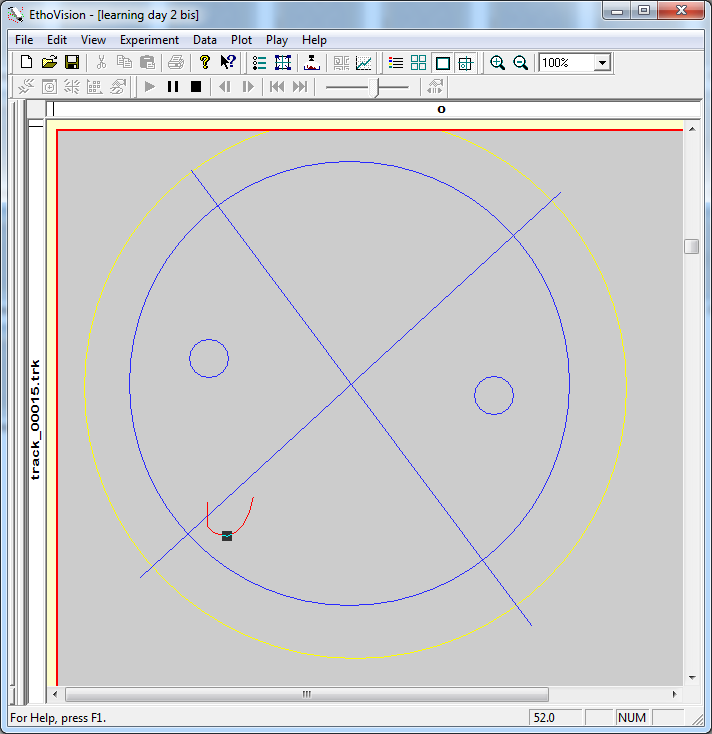 EthoVision - [learning day 2 bis]
File Edit View Experiment Data Plot Play Help
100%
o
track_00015.trk
For Help, press F1.
52.0
NUM